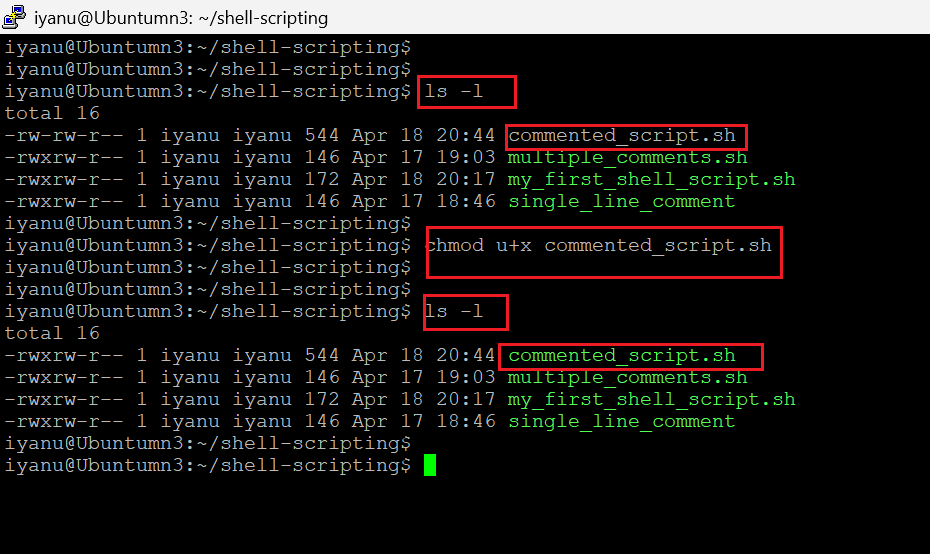 iyanu@Ubuntumn3: ~/shell-scripting
iyanu@Ubuntumn3:~/shell-scripting$
iyanu@Ubuntumn3:~/shell-scripting$
iyanu@Ubuntumn3:~/shell-scripting$ ls -l
total 16
-rw-rw-r-- 1 iyanu iyanu 544 Apr 18 20:44 commented_script.sh
-rwxrw-r-- 1 iyanu iyanu 146 Apr 17 19:03 multiple_comments.sh
-rwxrw-r-- 1 iyanu iyanu 172 Apr 18 20:17 my_first_shell_script.sh
-rwxrw-r-- 1 iyanu iyanu 146 Apr 17 18:46 single_line_comment
iyanu@Ubuntumn3:~/shell-scripting$
iyanu@Ubuntumn3:~/shell-scripting$ chmod u+x commented_script.sh
iyanu@Ubuntumn3:~/shell-scripting$
iyanu@Ubuntumn3:~/shell-scripting$
iyanu@Ubuntumn3:~/shell-scripting$ ls -l
total 16
-rwxrw-r-- 1 iyanu iyanu 544 Apr 18 20:44 commented_script.sh
-rwxrw-r-- 1 iyanu iyanu 146 Apr 17 19:03 multiple_comments.sh
-rwxrw-r-- 1 iyanu iyanu 172 Apr 18 20:17 my_first_shell_script.sh
-rwxrw-r-- 1 iyanu iyanu 146 Apr 17 18:46 single_line_comment
iyanu@Ubuntumn3:~/shell-scripting$
iyanu@Ubuntumn3:~/shell-scripting$